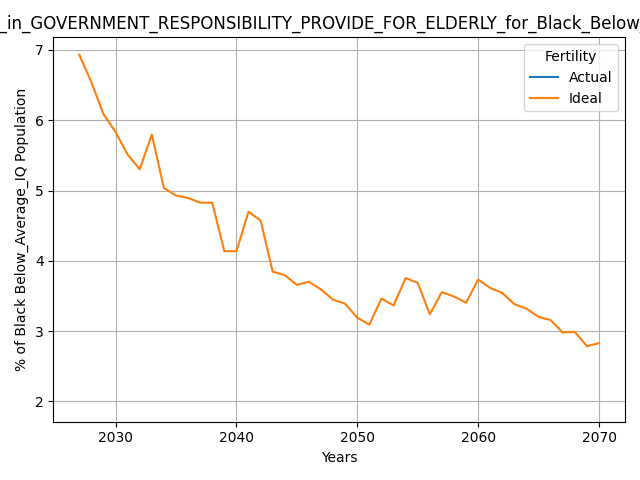 _in_GOVERNMENT_RESPONSIBILITY_PROVIDE_FOR_ELDERLY_for_Black_Below_
Fertility
Actual
Ideal
% of Black Below_Average_IQ Population
7
6
5
4
3
2
2030 2040 2050 2060 2070
Years